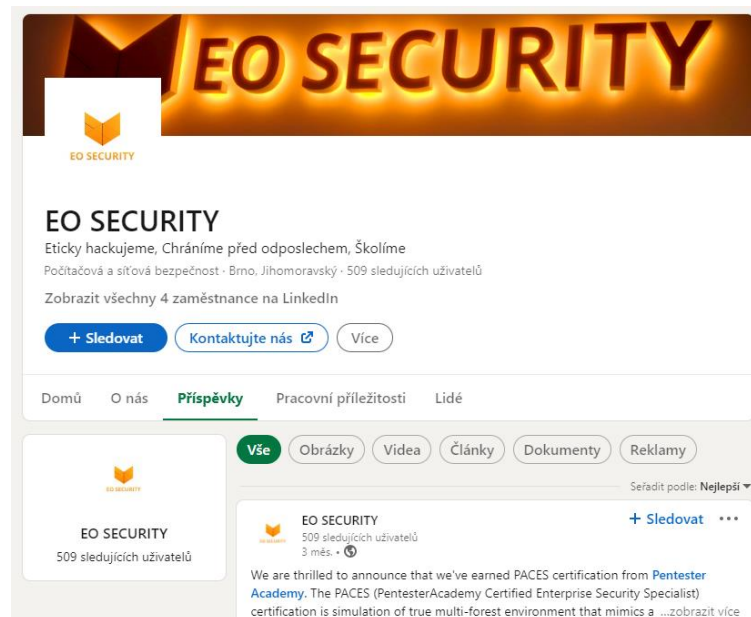 EO SECURITY
EO SECURITY
EO SECURITY
Eticky hackujeme, Chráníme před odposlechem, Školíme
Počítačová a síťová bezpečnost · Brno, Jihomoravský · 509 sledujících uživatelů
Zobrazit všechny 4 zaměstnance na LinkedIn
+ Sledovat Kontaktujte nás Více
Domů O nás Příspěvky Pracovní příležitosti Lidé
Vše Obrázky Videa Články Dokumenty Reklamy
Seřadit podle: Nejlepší
EO SECURITY
EO SECURITY
509 sledujících uživatelů
EO SECURITY
EO SECURITY + Sledovat
509 sledujících uživatelů
3 měs. •
We are thrilled to announce that we've earned PACES certification from Pentester
Academy. The PACES (PentesterAcademy Certified Enterprise Security Specialist)
certification is simulation of true multi-forest environment that mimics a ...zobrazit více